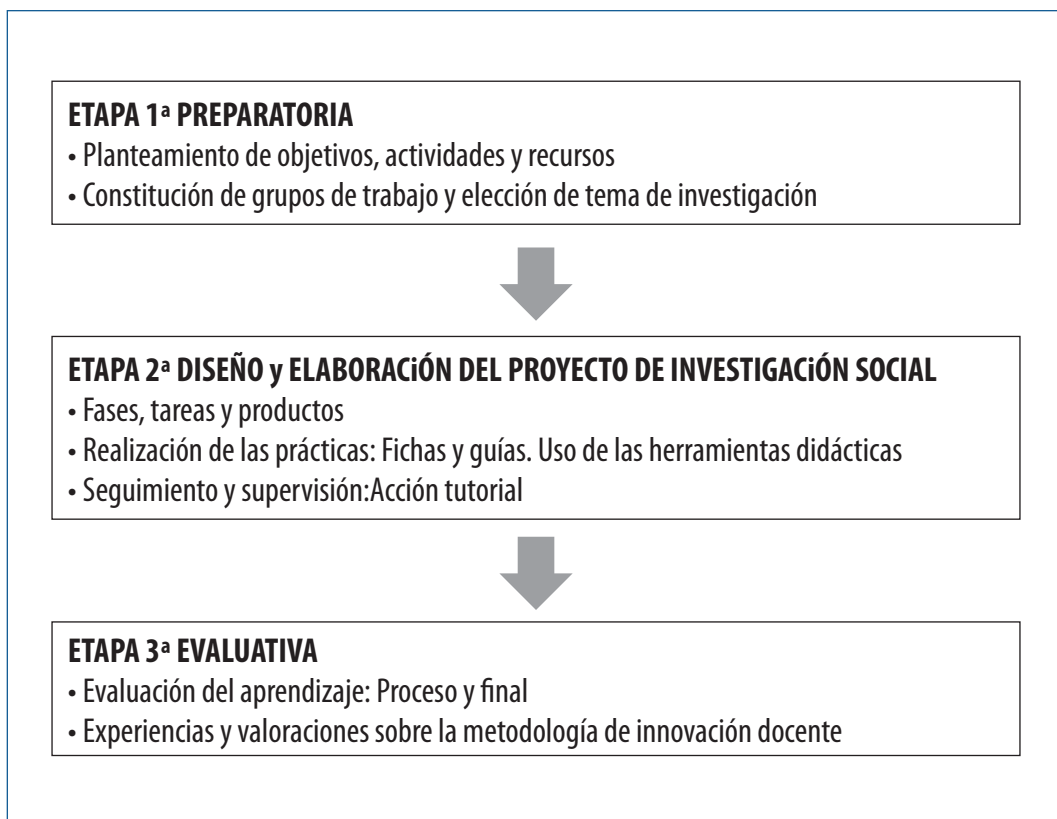 ETAPA 1ª PREPARATORIA
• Planteamiento de objetivos, actividades y recursos
• Constitución de grupos de trabajo y elección de tema de investigación
ETAPA 2ª DISEÑO y ELABORACiÓN DEL PROYECTO DE INVESTIGACiÓN SOCIAL
• Fases, tareas y productos
• Realización de las prácticas: Fichas y guías. Uso de las herramientas didácticas
• Seguimiento y supervisión:Acción tutorial
ETAPA 3ª EVALUATIVA
• Evaluación del aprendizaje: Proceso y final
• Experiencias y valoraciones sobre la metodología de innovación docente